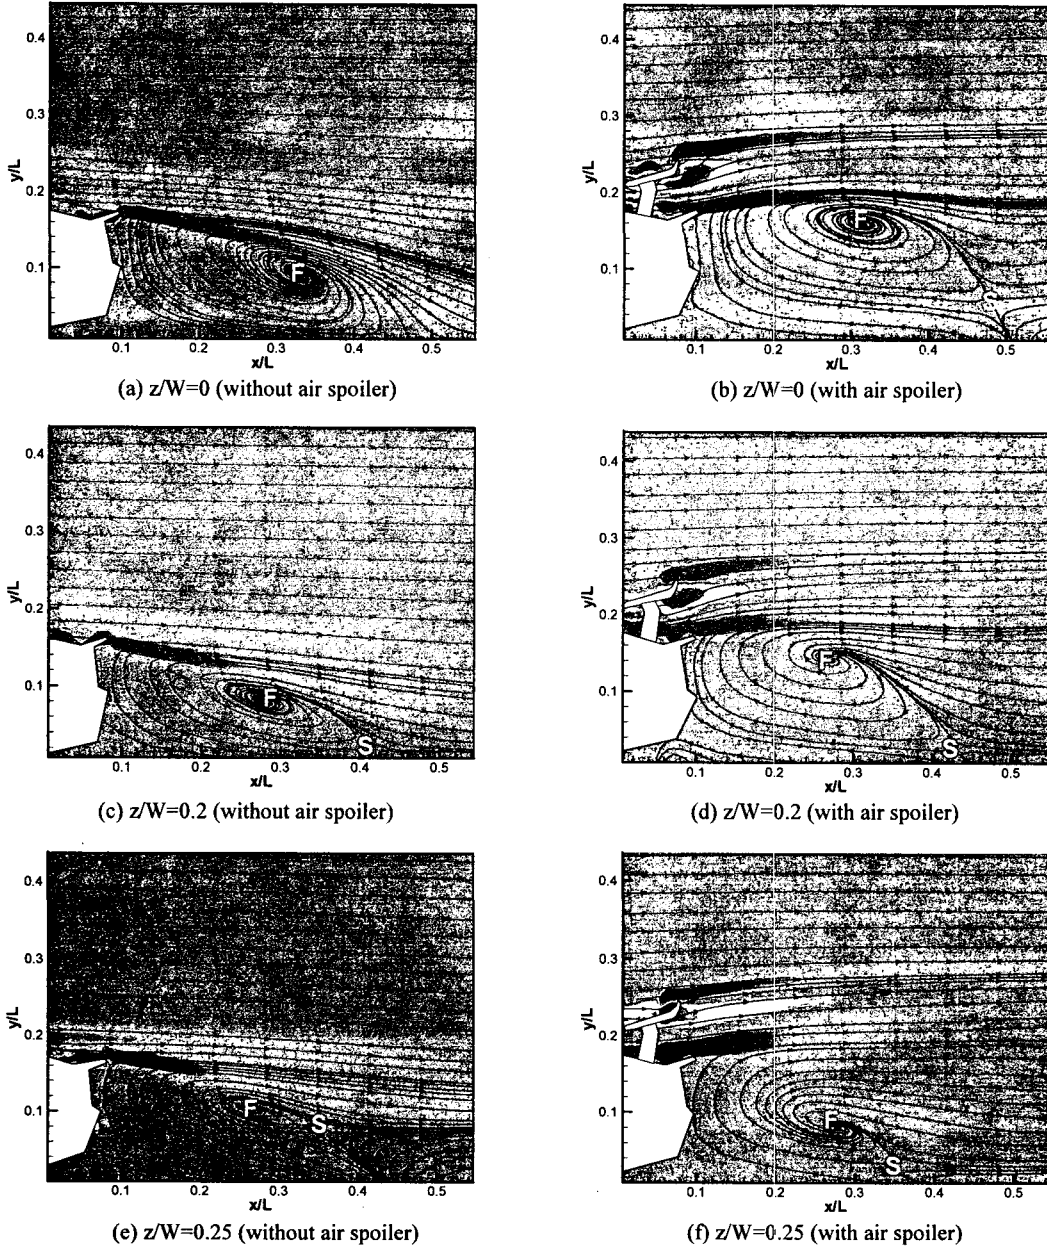 0.4
0.3
0.2
0.1
y/L
F
0.1
0.2
0.3
0.4
0.5
x/L
(a) z/W=0 (without air spoiler)
0.4
0.3
0.2
0.1
y/L
F
0.1
0.2
0.3
0.4
0.5
x/L
(b) z/W=0 (with air spoiler)
0.4
0.3
0.2
0.1
y/L
F
S
0.1
0.2
0.3
0.4
0.5
x/L
(c) z/W=0.2 (without air spoiler)
0.4
0.3
0.2
0.1
y/L
F
S
0.1
0.2
0.3
0.4
0.5
x/L
(d) z/W=0.2 (with air spoiler)
0.4
0.3
0.2
0.1
y/L
F
S
0.1
0.2
0.3
0.4
0.5
x/L
(e) z/W=0.25 (without air spoiler)
0.4
0.3
0.2
0.1
y/L
F
S
0.1
0.2
0.3
0.4
0.5
x/L
(f) z/W=0.25 (with air spoiler)